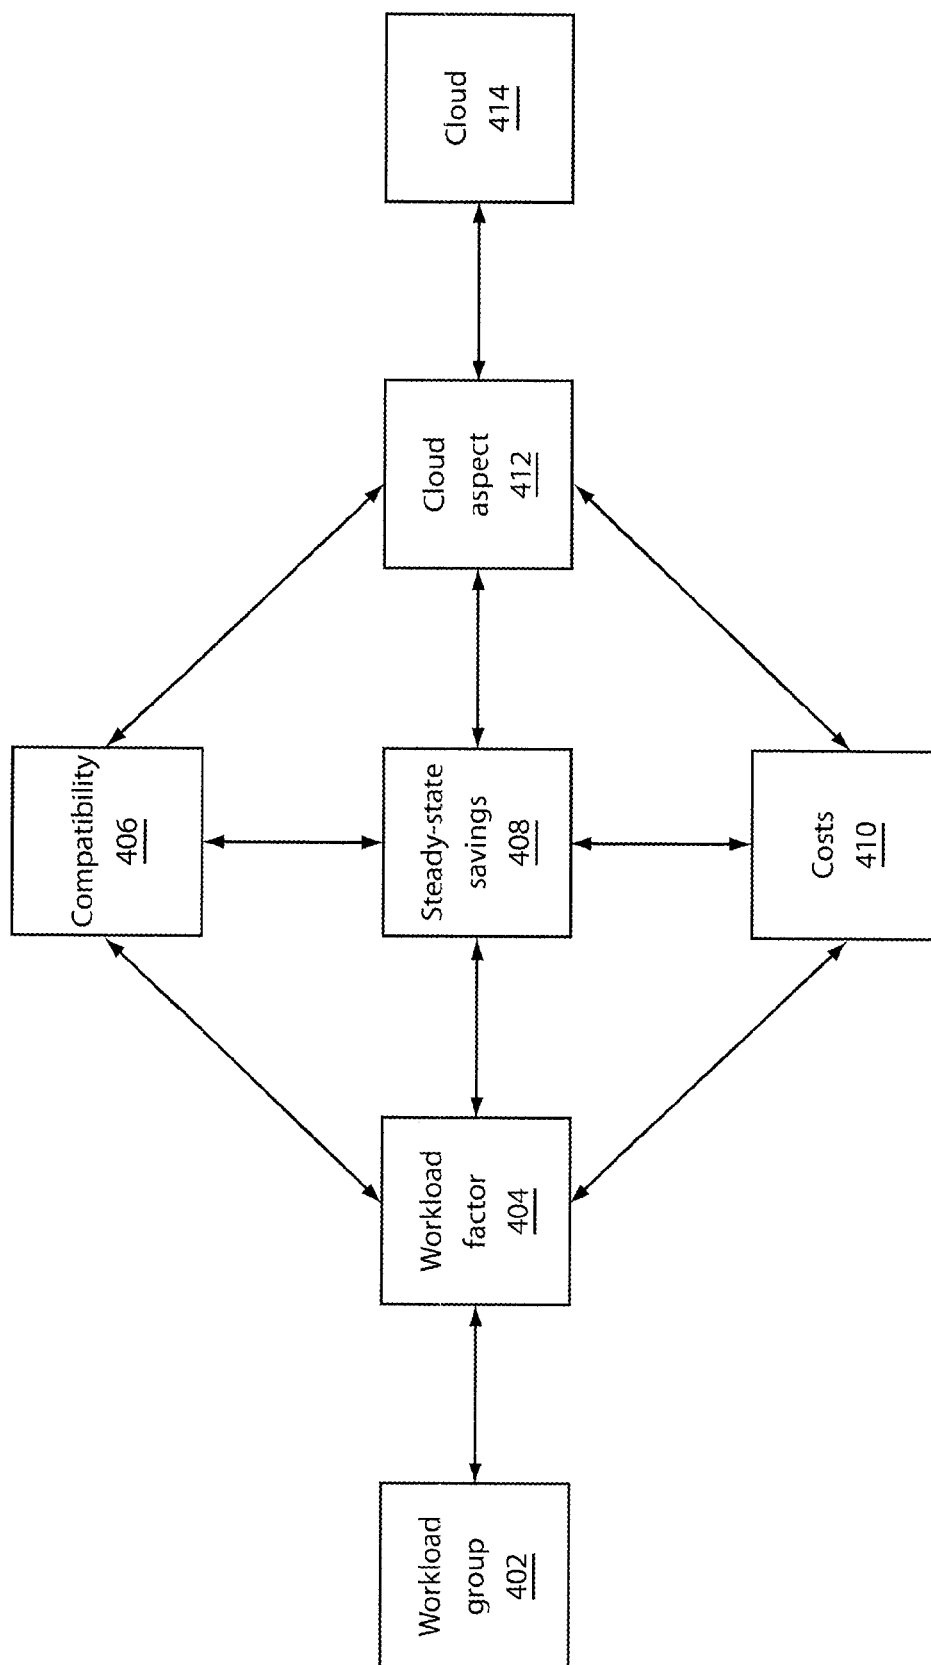 Workload
group
402
Workload
factor
404
Compatibility
406
Steady-state
savings
408
Costs
410
Cloud
aspect
412
Cloud
414